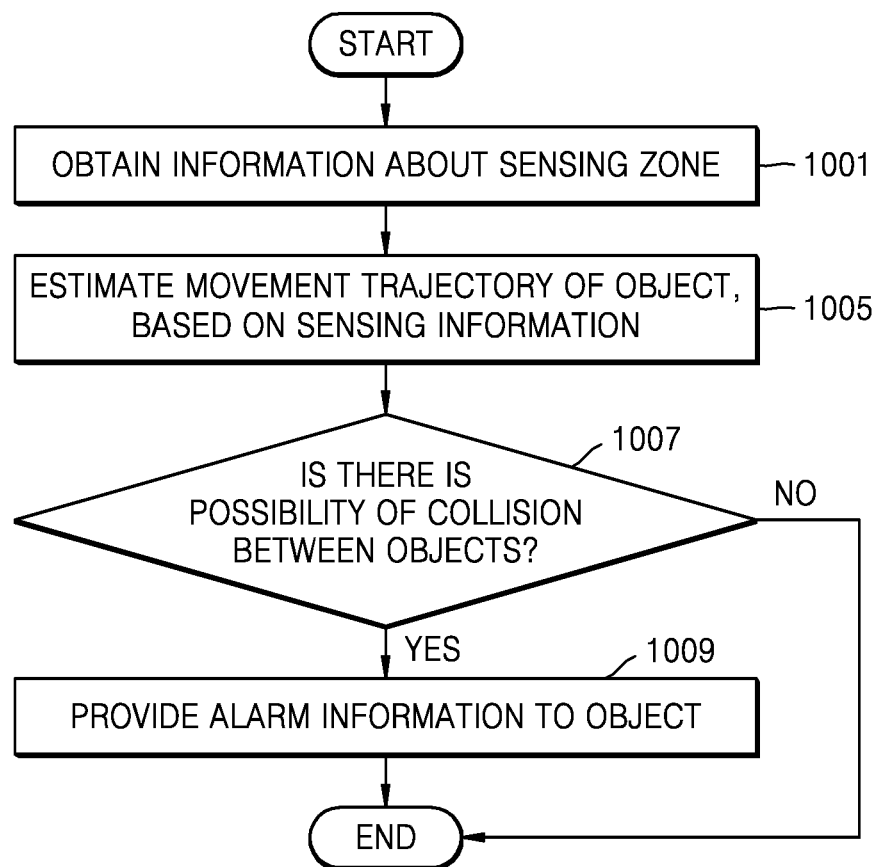 START
OBTAIN INFORMATION ABOUT SENSING ZONE
1001
ESTIMATE MOVEMENT TRAJECTORY OF OBJECT,
BASED ON SENSING INFORMATION
1005
1007
IS THERE IS
POSSIBILITY OF COLLISION
BETWEEN OBJECTS?
NO
YES
1009
PROVIDE ALARM INFORMATION TO OBJECT
END